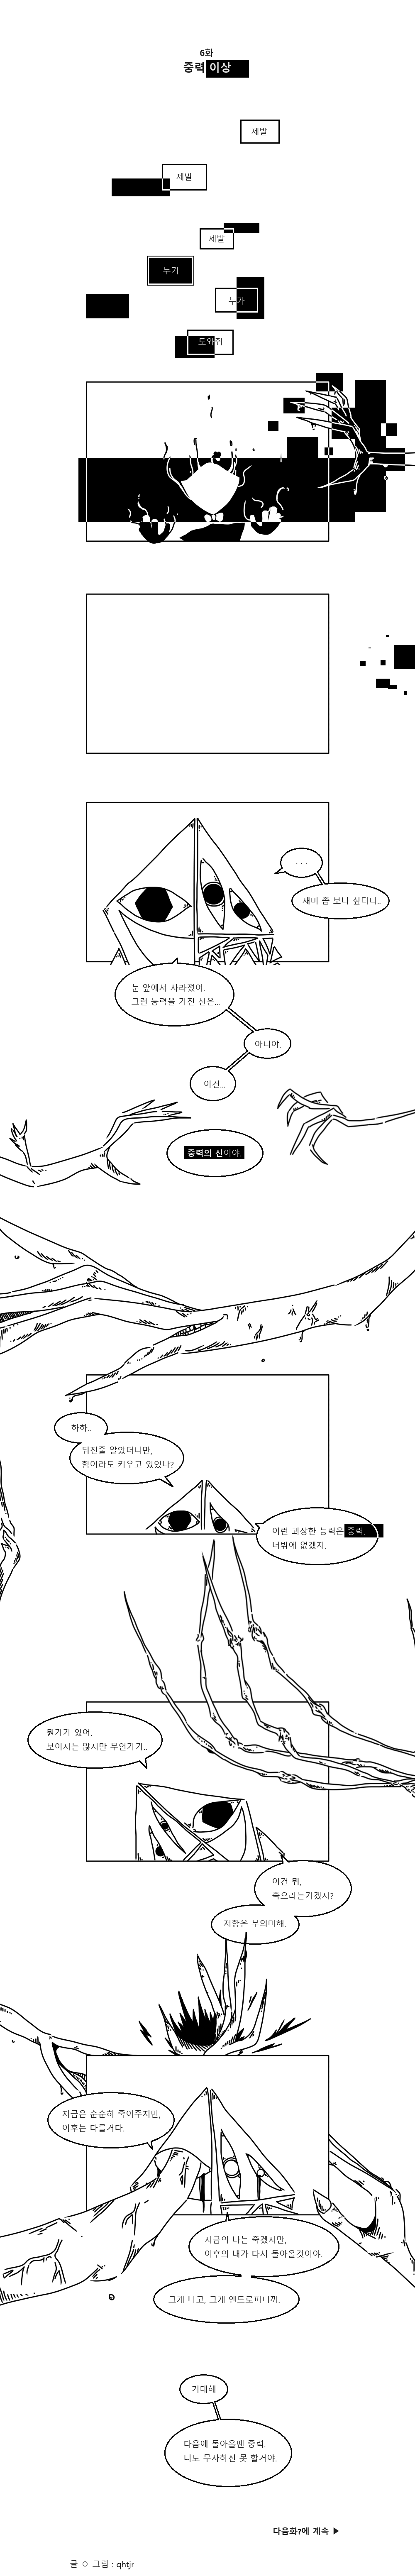 6화
중력 이상
제발
제발
제발
누가
누가
도와줘
. . .
재미 좀 보나 싶더니..
눈 앞에서 사라졌어.
그런 능력을 가진 신은...
아니야.
이건...
중력의 신이야.
하하..
뒤진줄 알았더니만,
힘이라도 키우고 있었나?
이런 괴상한 능력은 중력.
너밖에 없겠지.
뭔가가 있어.
보이지는 않지만 무언가가..
이건 뭐,
죽으라는거겠지?
저항은 무의미해.
지금은 순순히 죽어주지만,
이후는 다를거다.
지금의 나는 죽겠지만,
이후의 내가 다시 돌아올것이야.
그게 나고, 그게 엔트로피니까.
기대해
다음에 돌아올땐 중력.
너도 무사하진 못 할거야.
다음화?에 계속 ▶
글 ㅇ 그림 : qhtjr